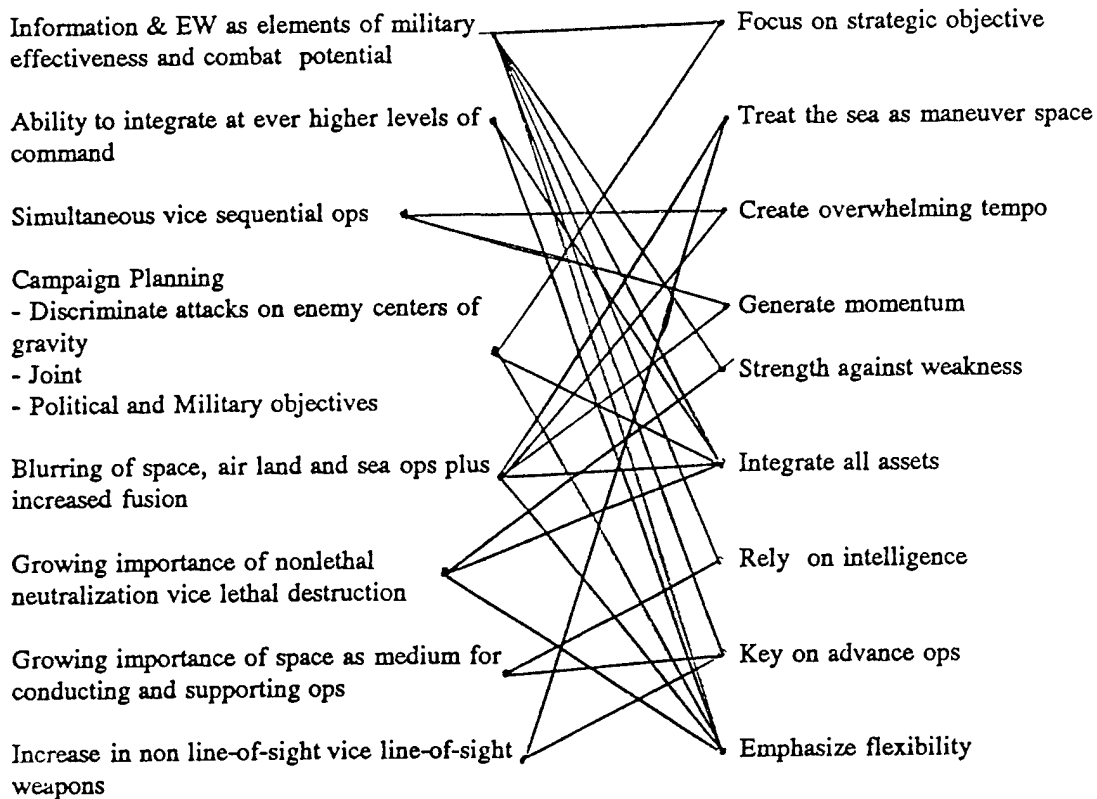 Information & EW as elements of military
effectiveness and combat potential
Ability to integrate at ever higher levels of
command
Simultaneous vice sequential ops
Campaign Planning
- Discriminate attacks on enemy centers of
gravity
- Joint
- Political and Military objectives
Blurring of space, air land and sea ops plus
increased fusion
Growing importance of nonlethal
neutralization vice lethal destruction
Growing importance of space as medium for
conducting and supporting ops
Increase in non line-of-sight vice line-of-sight
weapons
Focus on strategic objective
Treat the sea as maneuver space
Create overwhelming tempo
Generate momentum
Strength against weakness
Integrate all assets
Rely on intelligence
Key on advance ops
Emphasize flexibility